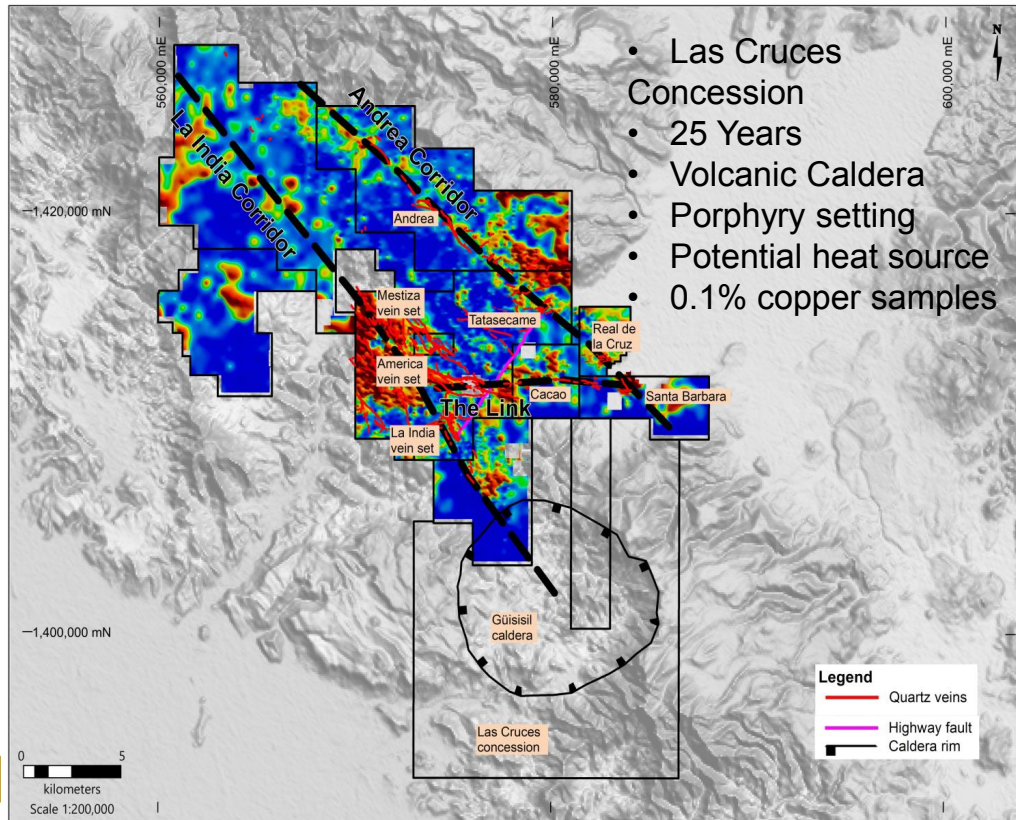 560,000 mE
580,000 mE
600,000 mE
N
• Las Cruces
Concession
• 25 Years
• Volcanic Caldera
• Porphyry setting
• Potential heat source
• 0.1% copper samples
Andrea Corridor
La India Corridor
1,420,000 mN
Andrea
Mestiza
vein set
Tatasecame
Real de
la Cruz
America
vein set
Cacao
Santa Barbara
The Link
La India
vein set
Güisisil
caldera
1,400,000 mN
Las Cruces
concession
Legend
Quartz veins
Highway fault
Caldera rim
0 5
kilometers
Scale 1:200,000